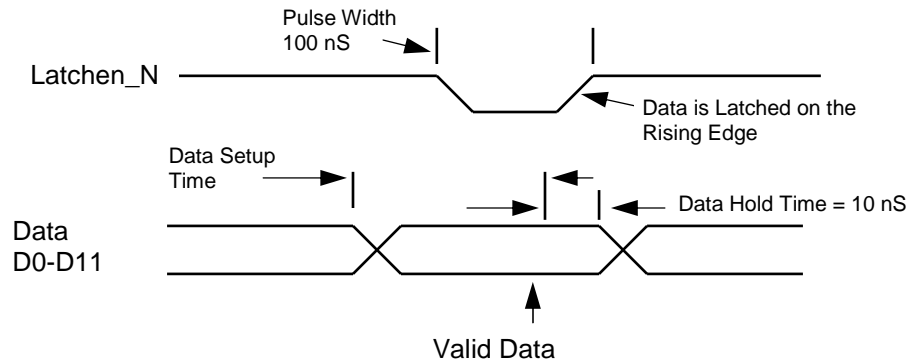 Pulse Width
100 nS
Latchen_N
Data is Latched on the
Rising Edge
Data Setup
Time
Data Hold Time = 10 nS
Data
D0-D11
Valid Data